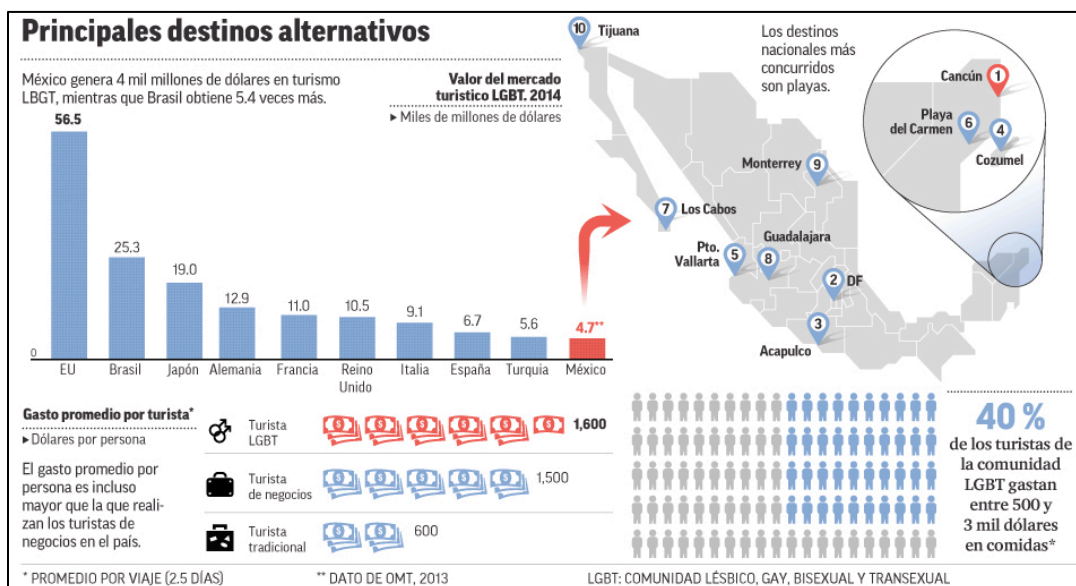 Principales destinos alternativos
México genera 4 mil millones de dólares en turismo
LBGT, mientras que Brasil obtiene 5.4 veces más.
Valor del mercado
turistico LGBT. 2014
▸ Miles de millones de dólares
56.5
25.3
19.0
12.9
11.0
10.5
9.1
6.7
5.6
4.7**
0
EU
Brasil
Japón
Alemania
Francia
Reino
Unido
Italia
España
Turquia
México
Los destinos
nacionales más
concurridos
son playas.
10 Tijuana
Cancún 1
Playa
del Carmen 6
4
Cozumel
Monterrey 9
7 Los Cabos
Guadalajara
8
Pto.
Vallarta 5
2 DF
3
Acapulco
Gasto promedio por turista*
▸ Dólares por persona
El gasto promedio por
persona es incluso
mayor que la que reali-
zan los turistas de
negocios en el país.
Turista
LGBT
1,600
Turista
de negocios
1,500
Turista
tradicional
600
40 %
de los turistas de
la comunidad
LGBT gastan
entre 500 y
3 mil dólares
en comidas*
* PROMEDIO POR VIAJE (2.5 DÍAS)
** DATO DE OMT, 2013
LGBT: COMUNIDAD LÉSBICO, GAY, BISEXUAL Y TRANSEXUAL